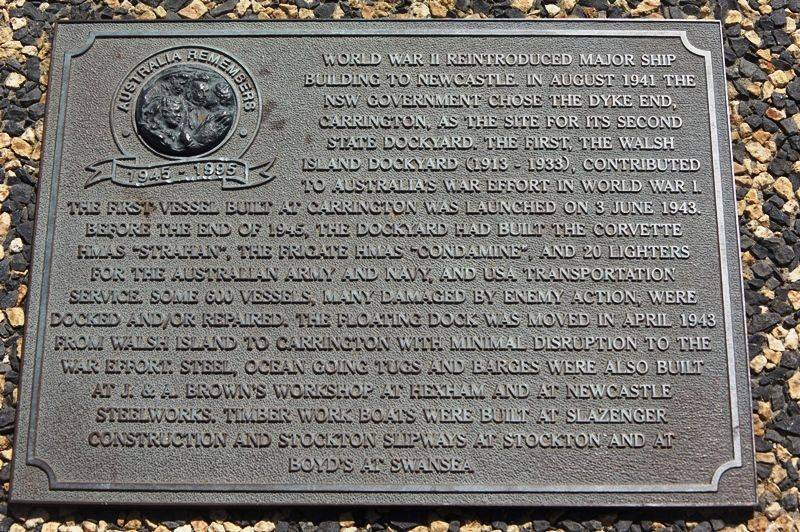 AUSTRALIA REMEMBERS
1945 - 1995
WORLD WAR II REINTRODUCED MAJOR SHIP
BUILDING TO NEWCASTLE. IN AUGUST 1941 THE
NSW GOVERNMENT CHOSE THE DYKE END,
CARRINGTON, AS THE SITE FOR ITS SECOND
STATE DOCKYARD. THE FIRST, THE WALSH
ISLAND DOCKYARD (1913 - 1933), CONTRIBUTED
TO AUSTRALIA'S WAR EFFORT IN WORLD WAR I.
THE FIRST VESSEL BUILT AT CARRINGTON WAS LAUNCHED ON 3 JUNE 1943.
BEFORE THE END OF 1945, THE DOCKYARD HAD BUILT THE CORVETTE
HMAS "STRAHAN", THE FRIGATE HMAS "CONDAMINE", AND 20 LIGHTERS
FOR THE AUSTRALIAN ARMY AND NAVY, AND USA TRANSPORTATION
SERVICE. SOME 600 VESSELS, MANY DAMAGED BY ENEMY ACTION, WERE
DOCKED AND/OR REPAIRED. THE FLOATING DOCK WAS MOVED IN APRIL 1943
FROM WALSH ISLAND TO CARRINGTON WITH MINIMAL DISRUPTION TO THE
WAR EFFORT. STEEL, OCEAN GOING TUGS AND BARGES WERE ALSO BUILT
AT J. & A. BROWN'S WORKSHOP AT HEXHAM AND AT NEWCASTLE
STEELWORKS. TIMBER WORK BOATS WERE BUILT AT SLAZENGER
CONSTRUCTION AND STOCKTON SLIPWAYS AT STOCKTON AND AT
BOYD'S AT SWANSEA